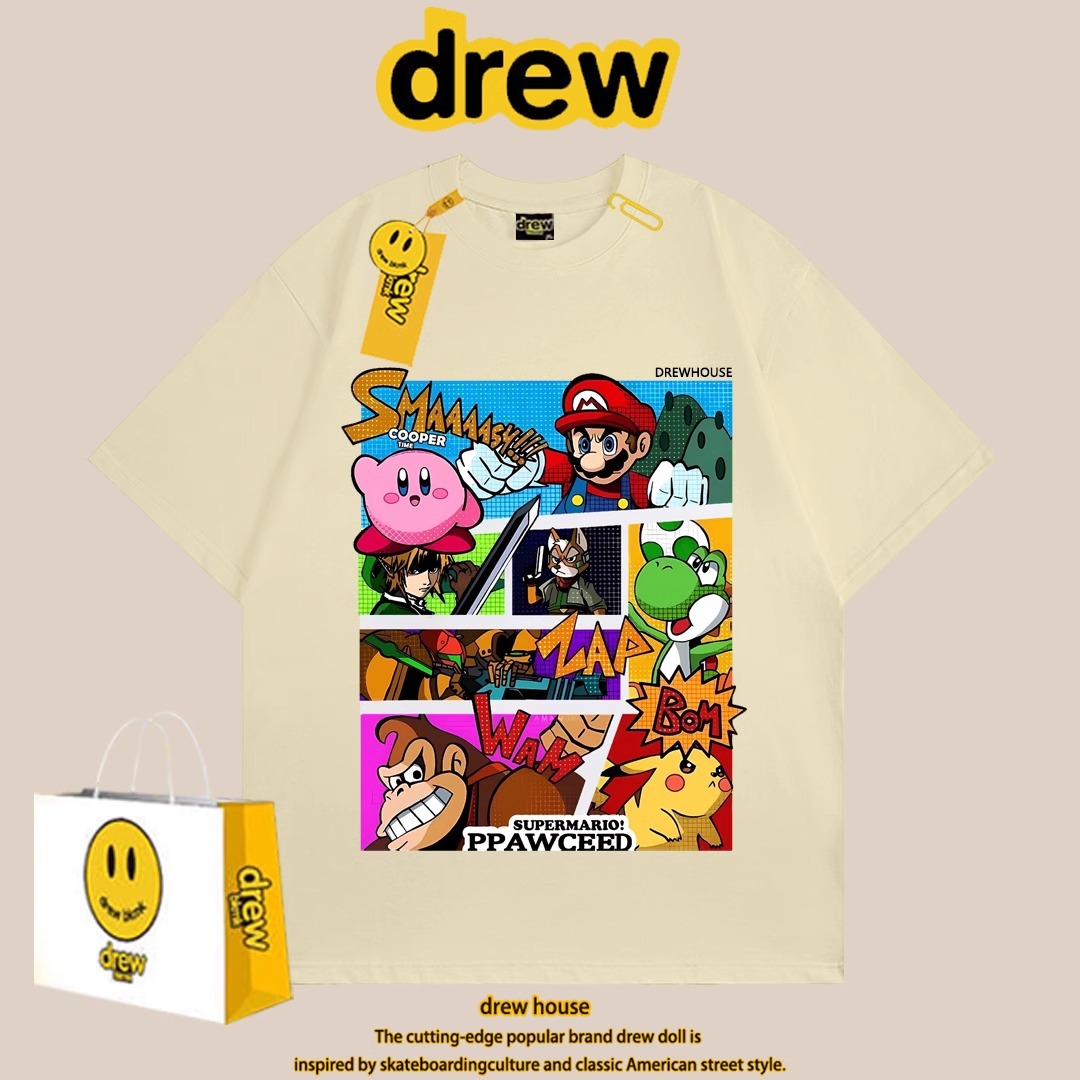 drew
drew
drew
DREWHOUSE
SMAAAASH!!!
COOPER
TIME
M
ZAP
BOM
WAM
SUPERMARIO!
PPAWCEED
drew
drew
drew house
The cutting-edge popular brand drew doll is
inspired by skateboardingculture and classic American street style.